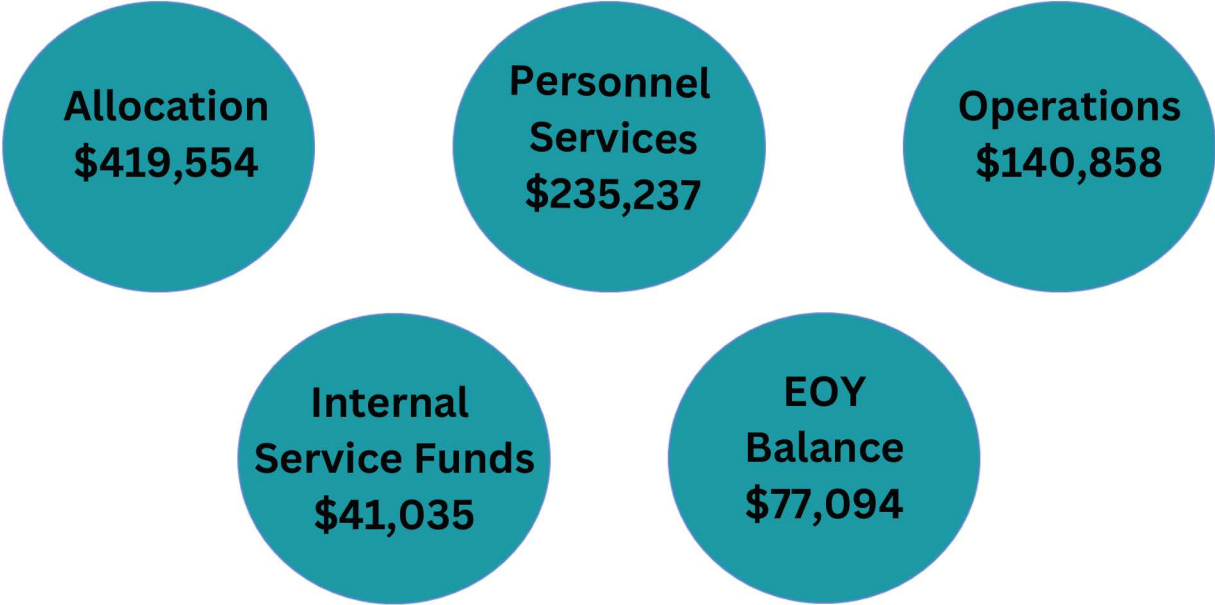 Allocation
$419,554
Personnel
Services
$235,237
Operations
$140,858
Internal
Service Funds
$41,035
EOY
Balance
$77,094